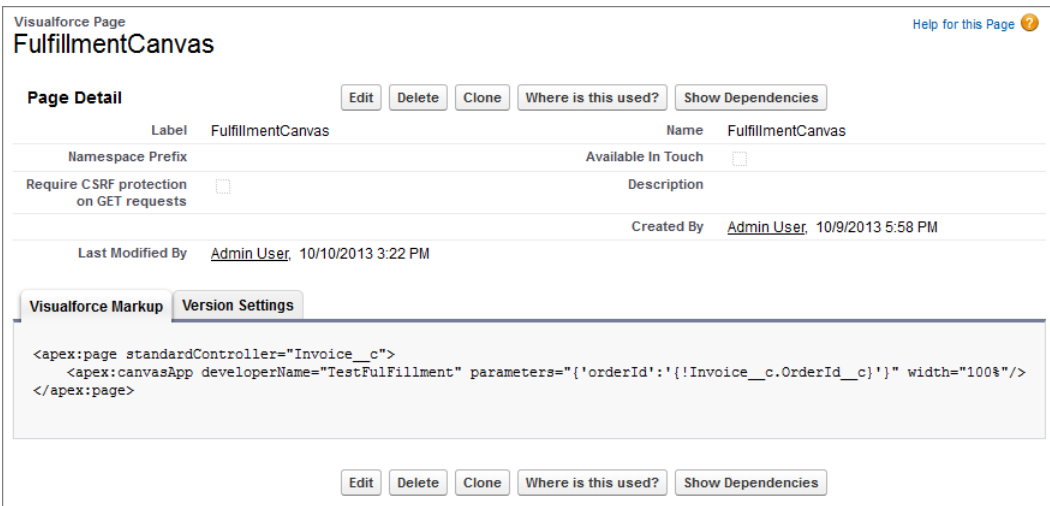 Visualforce Page
Help for this Page ?
FulfillmentCanvas
Page Detail Edit Delete Clone Where is this used? Show Dependencies
Label FulfillmentCanvas Name FulfillmentCanvas
Namespace Prefix Available In Touch
Require CSRF protection Description
on GET requests
Created By Admin User, 10/9/2013 5:58 PM
Last Modified By Admin User, 10/10/2013 3:22 PM
Visualforce Markup Version Settings
<apex:page standardController="Invoice__c">
<apex:canvasApp developerName="TestFulFillment" parameters="{'orderId':'{!Invoice__c.OrderId__c}'}" width="100%"/>
</apex:page>
Edit Delete Clone Where is this used? Show Dependencies